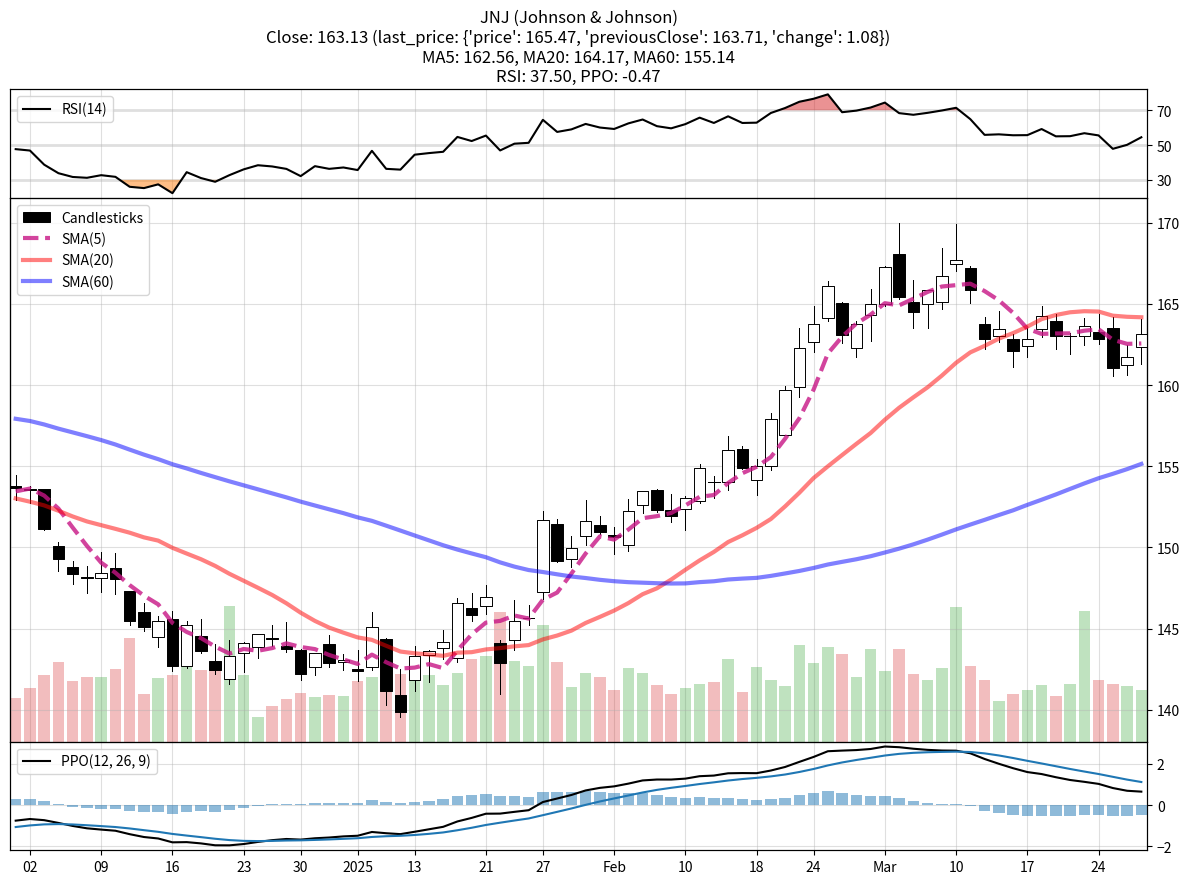 JNJ (Johnson & Johnson)
Close: 163.13 (last_price: {'price': 165.47, 'previousClose': 163.71, 'change': 1.08})
MA5: 162.56, MA20: 164.17, MA60: 155.14
RSI: 37.50, PPO: -0.47
RSI(14)
70
50
30
Candlesticks
SMA(5)
SMA(20)
SMA(60)
170
165
160
155
150
145
140
PPO(12, 26, 9)
2
0
−2
02 09 16 23 30 2025 13 21 27 Feb 10 18 24 Mar 10 17 24